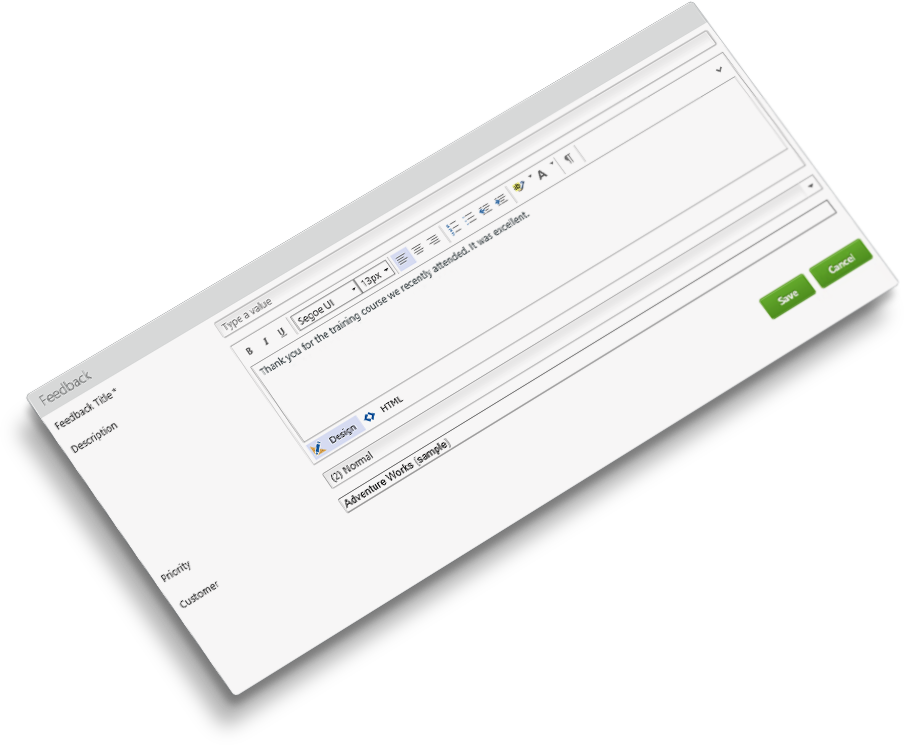 Feedback
Feedback Title*
Type a value
Description
B I U Segoe UI 13px A ¶
Thank you for the training course we recently attended. It was excellent.
Design HTML
Priority
(2) Normal
Customer
Adventure Works (sample)
Save Cancel